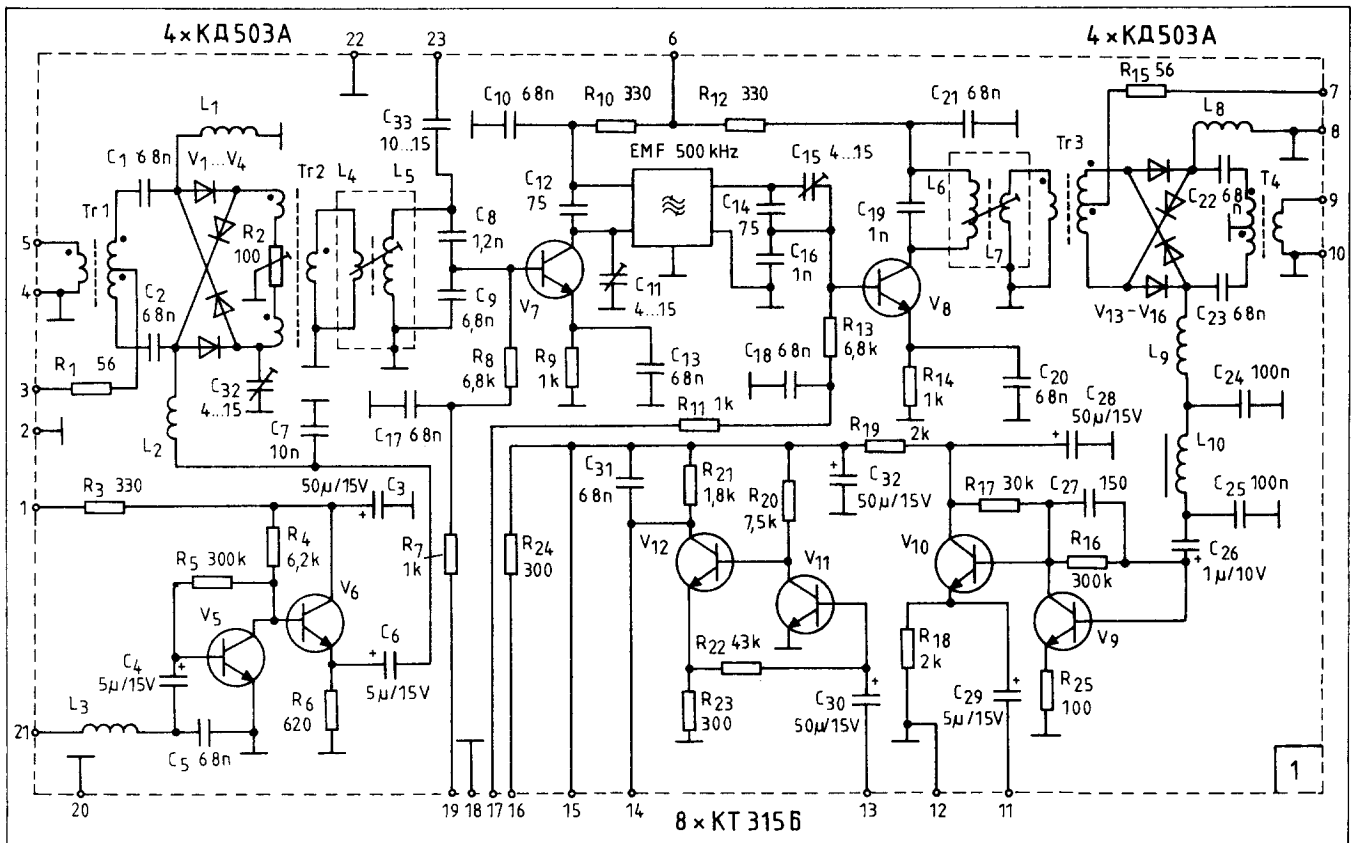 4×КД503А
22
23
6
4×КД503А
R15 56
7
L1
C10 68n
R10 330
R12 330
C21 68n
L8
8
C33
10...15
C1 68n
V1...V4
Tr2
L4
L5
EMF 500 kHz
C15 4...15
Tr3
Tr1
C12
75
C14
75
L6
C22
68
n
T4
9
5
R2
100
C8
1,2n
C19
1n
C16
1n
L7
10
4
C2
68n
C9
6,8n
V7
C11
4...15
V8
V13-V16
C23 68n
R1 56
R8
6,8k
R9
1k
C13
68n
C18 68n
R13
6,8k
L9
3
C32
4...15
R14
1k
C20
68n
C24 100n
2
L2
C7
10n
C17 68n
R11 1k
R19
2k
C28
50µ/15V
L10
1
R3 330
50µ/15V
C3
C31
68n
R21
1,8k
R20
7,5k
C32
50µ/15V
R17 30k
C27
150
C25 100n
R4
6,2k
R5 300k
R7
1k
R24
300
V12
V11
V10
R16
300k
C26
1µ/10V
V5
V6
C4
5µ/15V
C6
5µ/15V
R22 43k
R18
2k
V9
L3
R6
620
R23
300
C30
50µ/15V
C29
5µ/15V
R25
100
21
C5 68n
1
20
19
18
17
16
15
14
13
12
11
8×КТ315Б